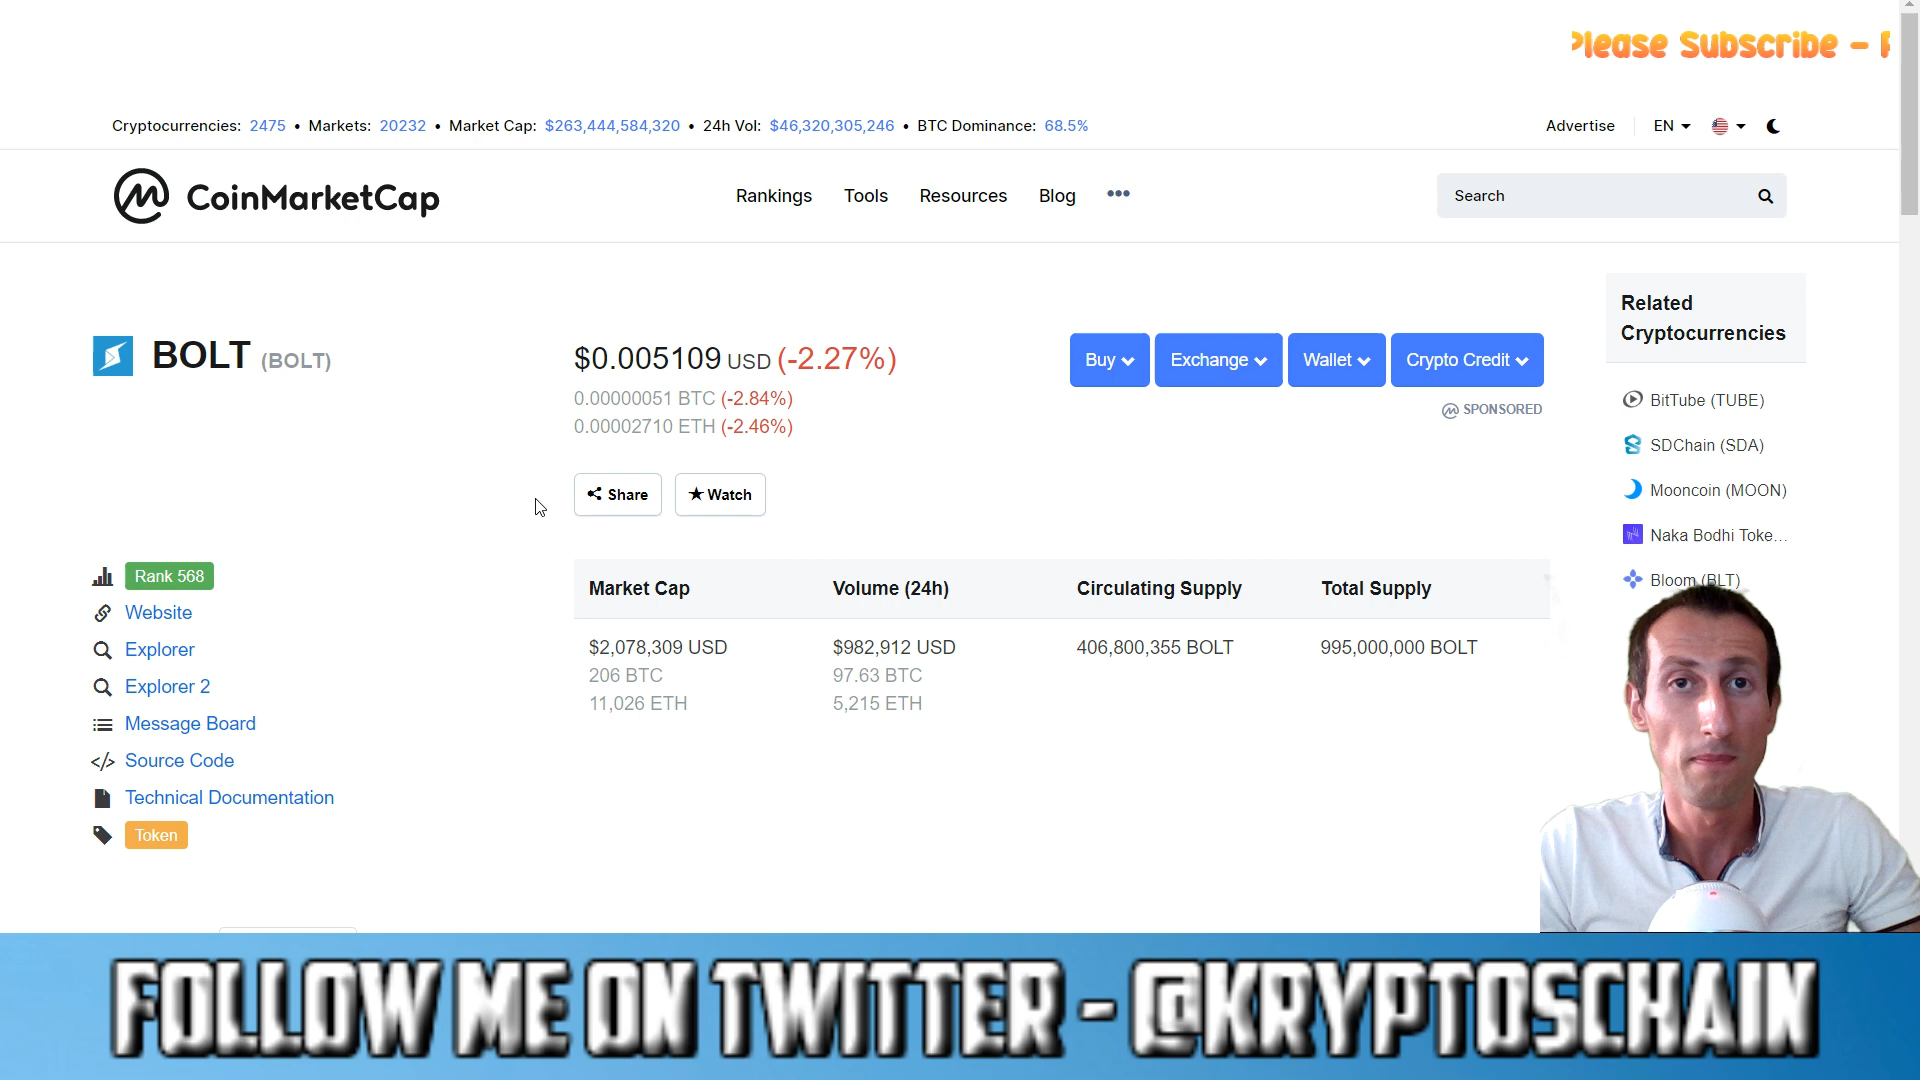 Please Subscribe -
Cryptocurrencies: 2475 • Markets: 20232 • Market Cap: $263,444,584,320 • 24h Vol: $46,320,305,246 • BTC Dominance: 68.5%
Advertise EN
CoinMarketCap
Rankings Tools Resources Blog •••
Search
BOLT (BOLT)
$0.005109 USD (-2.27%)
0.00000051 BTC (-2.84%)
0.00002710 ETH (-2.46%)
Share Watch
Buy Exchange Wallet Crypto Credit
SPONSORED
Related
Cryptocurrencies
BitTube (TUBE)
SDChain (SDA)
Mooncoin (MOON)
Naka Bodhi Toke...
Bloom (BLT)
Rank 568
Website
Explorer
Explorer 2
Message Board
Source Code
Technical Documentation
Token
Market Cap Volume (24h) Circulating Supply Total Supply
$2,078,309 USD $982,912 USD 406,800,355 BOLT 995,000,000 BOLT
206 BTC 97.63 BTC
11,026 ETH 5,215 ETH
FOLLOW ME ON TWITTER - @KRYPTOSCHAIN